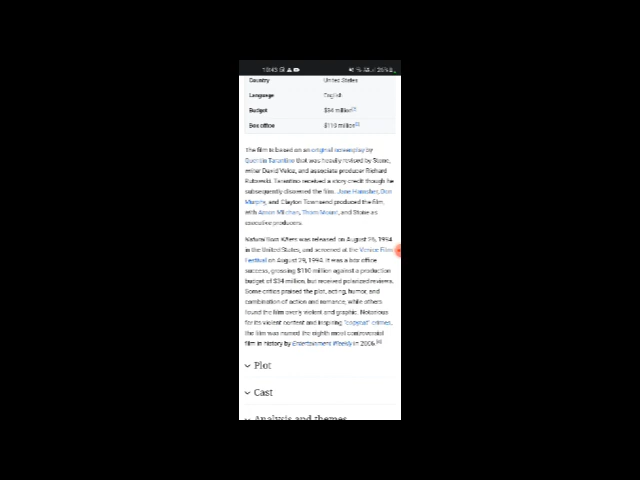 Country United States
Language English
Budget $34 million[2]
Box office $110 million[2]
The film is based on an original screenplay by
Quentin Tarantino that was heavily revised by Stone,
writer David Veloz, and associate producer Richard
Rutowski. Tarantino received a story credit though he
subsequently disowned the film. Jane Hamsher, Don
Murphy, and Clayton Townsend produced the film,
with Arnon Milchan, Thom Mount, and Stone as
executive producers.
Natural Born Killers was released on August 26, 1994
in the United States, and screened at the Venice Film
Festival on August 29, 1994. It was a box office
success, grossing $110 million against a production
budget of $34 million, but received polarized reviews.
Some critics praised the plot, acting, humor, and
combination of action and romance, while others
found the film overly violent and graphic. Notorious
for its violent content and inspiring "copycat" crimes,
the film was named the eighth most controversial
film in history by Entertainment Weekly in 2006.
Plot
Cast
Analysis and themes